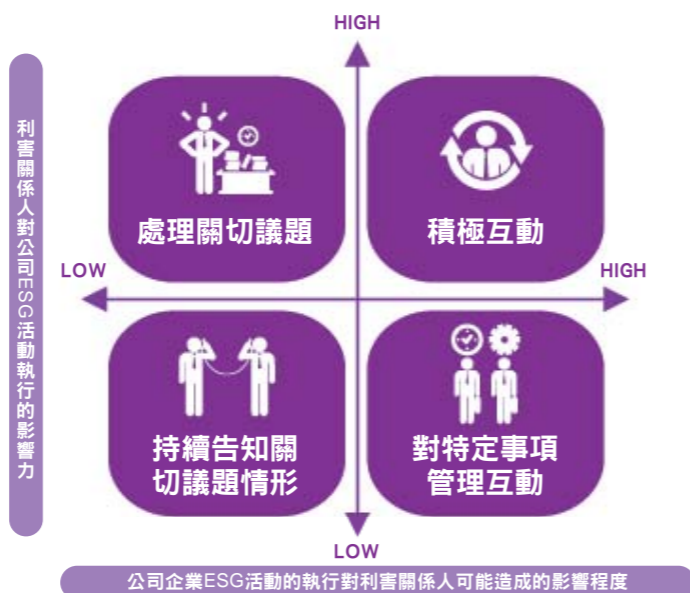 HIGH
利害關係人對公司ESG活動執行的影響力
處理關切議題
積極互動
LOW
HIGH
持續告知關
切議題情形
對特定事項
管理互動
LOW
公司企業ESG活動的執行對利害關係人可能造成的影響程度